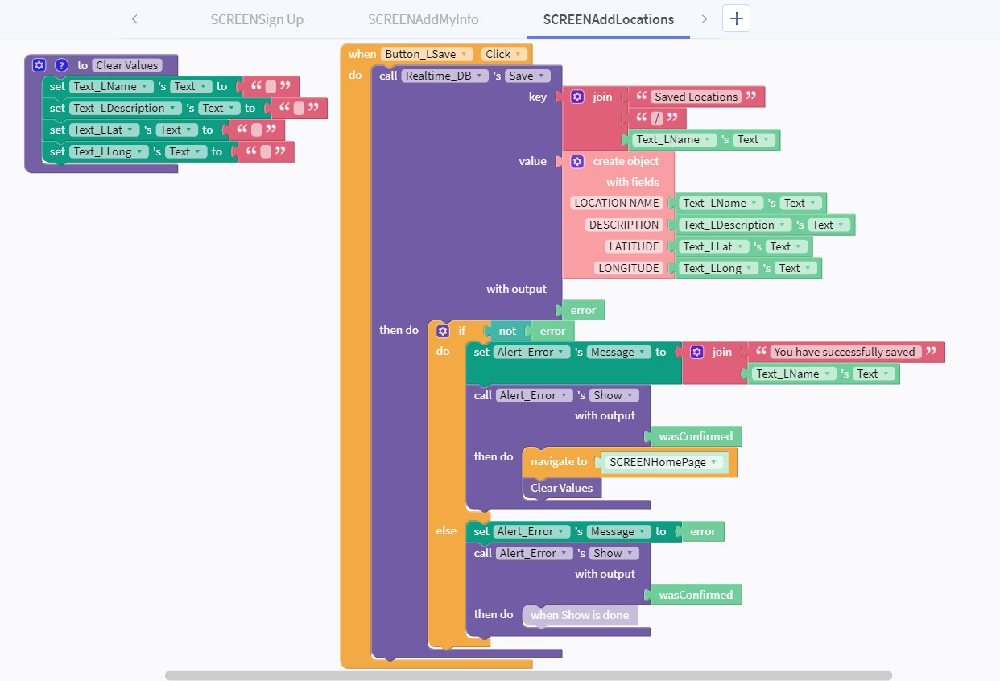 SCREENSign Up SCREENAddMyInfo SCREENAddLocations
? to Clear Values
set Text_LName 's Text to “ ”
set Text_LDescription 's Text to “ ”
set Text_LLat 's Text to “ ”
set Text_LLong 's Text to “ ”
when Button_LSave Click
do call Realtime_DB 's Save
key join “ Saved Locations ”
“ / ”
Text_LName 's Text
value create object
with fields
LOCATION NAME Text_LName 's Text
DESCRIPTION Text_LDescription 's Text
LATITUDE Text_LLat 's Text
LONGITUDE Text_LLong 's Text
with output
error
then do if not error
do set Alert_Error 's Message to join “ You have successfully saved ”
Text_LName 's Text
call Alert_Error 's Show
with output
wasConfirmed
then do navigate to SCREENHomePage
Clear Values
else set Alert_Error 's Message to error
call Alert_Error 's Show
with output
wasConfirmed
then do when Show is done